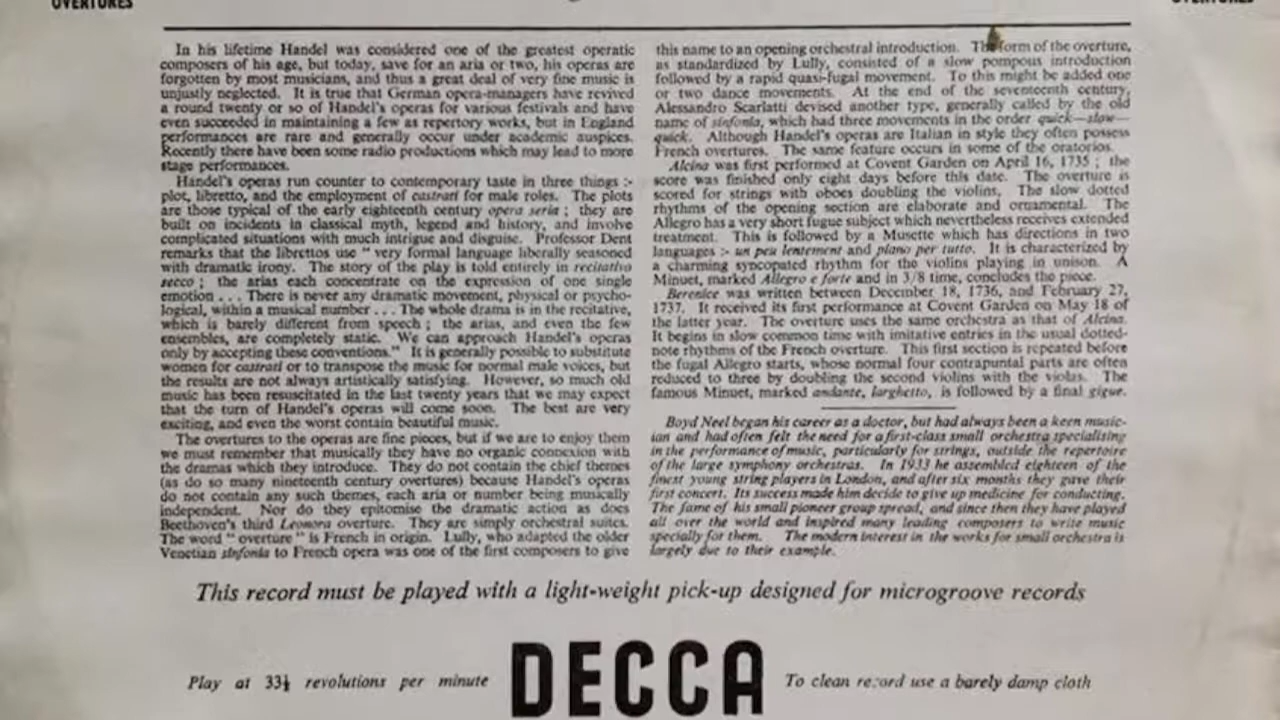 OVERTURES
OVERTURES
In his lifetime Handel was considered one of the greatest operatic
composers of his age, but today, save for an aria or two, his operas are
forgotten by most musicians, and thus a great deal of very fine music is
unjustly neglected. It is true that German opera-managers have revived
a round twenty or so of Handel's operas for various festivals and have
even succeeded in maintaining a few as repertory works, but in England
performances are rare and generally occur under academic auspices.
Recently there have been some radio productions which may lead to more
stage performances.
Handel's operas run counter to contemporary taste in three things :-
plot, libretto, and the employment of castrati for male roles. The plots
are those typical of the early eighteenth century opera seria ; they are
built on incidents in classical myth, legend and history, and involve
complicated situations with much intrigue and disguise. Professor Dent
remarks that the librettos use " very formal language liberally seasoned
with dramatic irony. The story of the play is told entirely in recitativo
secco ; the arias each concentrate on the expression of one single
emotion . . . There is never any dramatic movement, physical or psycho-
logical, within a musical number . . . The whole drama is in the recitative,
which is barely different from speech ; the arias, and even the few
ensembles, are completely static. We can approach Handel's operas
only by accepting these conventions." It is generally possible to substitute
women for castrati or to transpose the music for normal male voices, but
the results are not always artistically satisfying. However, so much old
music has been resuscitated in the last twenty years that we may expect
that the turn of Handel's operas will come soon. The best are very
exciting, and even the worst contain beautiful music.
The overtures to the operas are fine pieces, but if we are to enjoy them
we must remember that musically they have no organic connexion with
the dramas which they introduce. They do not contain the chief themes
(as do so many nineteenth century overtures) because Handel's operas
do not contain any such themes, each aria or number being musically
independent. Nor do they epitomise the dramatic action as does
Beethoven's third Leonora overture. They are simply orchestral suites.
The word " overture " is French in origin. Lully, who adapted the older
Venetian sinfonia to French opera was one of the first composers to give
this name to an opening orchestral introduction. The form of the overture,
as standardized by Lully, consisted of a slow pompous introduction
followed by a rapid quasi-fugal movement. To this might be added one
or two dance movements. At the end of the seventeenth century,
Alessandro Scarlatti devised another type, generally called by the old
name of sinfonia, which had three movements in the order quick—slow—
quick. Although Handel's operas are Italian in style they often possess
French overtures. The same feature occurs in some of the oratorios.
Alcina was first performed at Covent Garden on April 16, 1735 ; the
score was finished only eight days before this date. The overture is
scored for strings with oboes doubling the violins. The slow dotted
rhythms of the opening section are elaborate and ornamental. The
Allegro has a very short fugue subject which nevertheless receives extended
treatment. This is followed by a Musette which has directions in two
languages :- un peu lentement and piano per tutto. It is characterized by
a charming syncopated rhythm for the violins playing in unison. A
Minuet, marked Allegro e forte and in 3/8 time, concludes the piece.
Berenice was written between December 18, 1736, and February 27,
1737. It received its first performance at Covent Garden on May 18 of
the latter year. The overture uses the same orchestra as that of Alcina.
It begins in slow common time with imitative entries in the usual dotted-
note rhythms of the French overture. This first section is repeated before
the fugal Allegro starts, whose normal four contrapuntal parts are often
reduced to three by doubling the second violins with the violas. The
famous Minuet, marked andante, larghetto, is followed by a final gigue.
Boyd Neel began his career as a doctor, but had always been a keen music-
ian and had often felt the need for a first-class small orchestra specialising
in the performance of music, particularly for strings, outside the repertoire
of the large symphony orchestras. In 1933 he assembled eighteen of the
finest young string players in London, and after six months they gave their
first concert. Its success made him decide to give up medicine for conducting.
The fame of his small pioneer group spread, and since then they have played
all over the world and inspired many leading composers to write music
specially for them. The modern interest in the works for small orchestra is
largely due to their example.
This record must be played with a light-weight pick-up designed for microgroove records
Play at 33⅓ revolutions per minute
DECCA
To clean record use a barely damp cloth